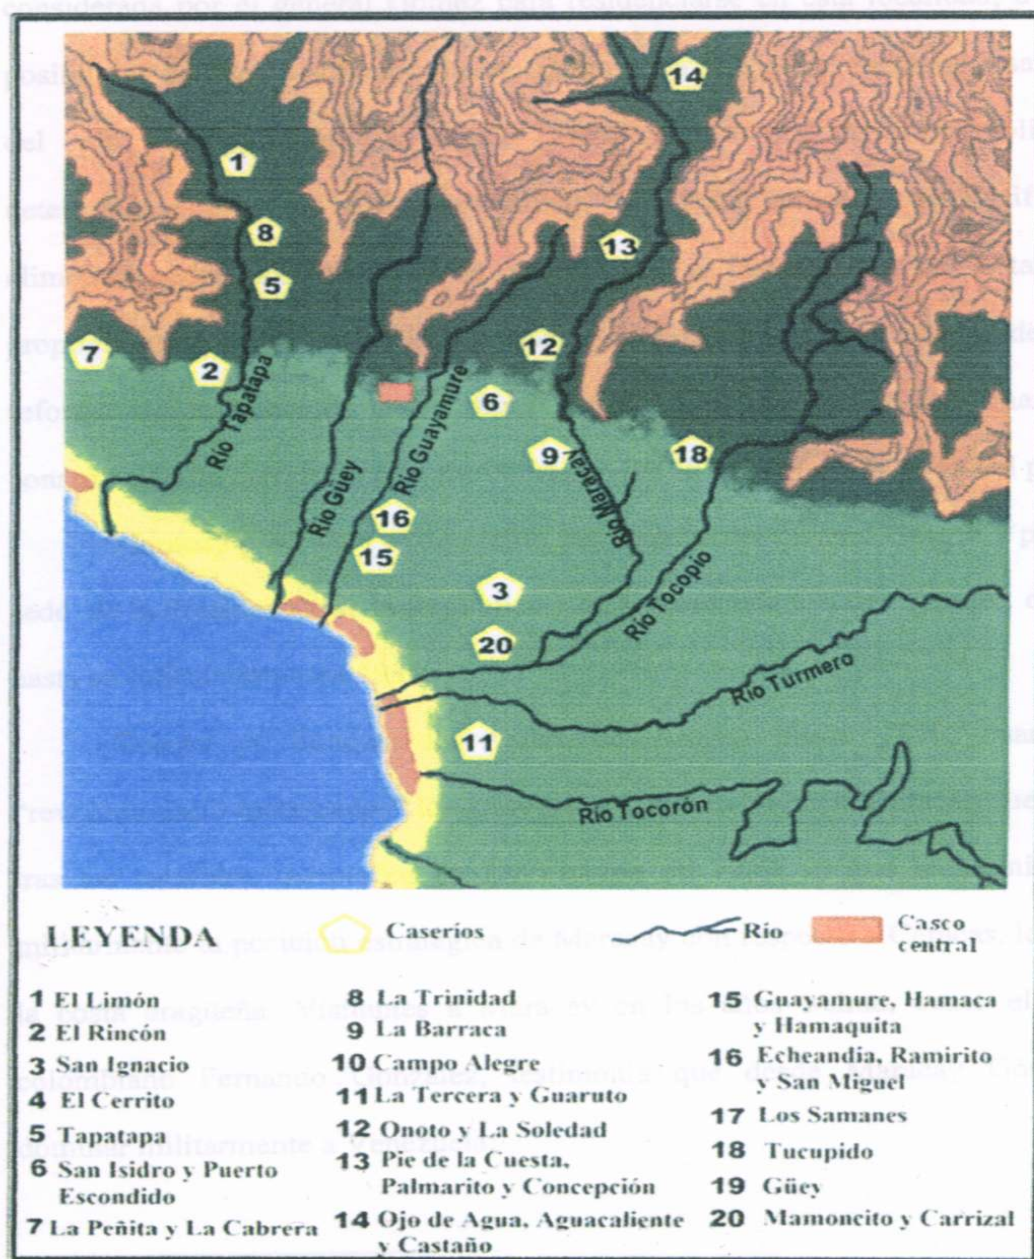 14
1
8
13
5
7
2
12
6
Río Tapatapa
Río Güey
Río Guayamure
9
Río Maracay
18
16
15
3
Río Tocopio
20
Río Turmero
11
Río Tocorón
LEYENDA
Caseríos
Río
Casco
central
1 El Limón
2 El Rincón
3 San Ignacio
4 El Cerrito
5 Tapatapa
6 San Isidro y Puerto
Escondido
7 La Peñita y La Cabrera
8 La Trinidad
9 La Barraca
10 Campo Alegre
11 La Tercera y Guaruto
12 Onoto y La Soledad
13 Pie de la Cuesta,
Palmarito y Concepción
14 Ojo de Agua, Aguacaliente
y Castaño
15 Guayamure, Hamaca
y Hamaquita
16 Echeandia, Ramirito
y San Miguel
17 Los Samanes
18 Tucupido
19 Güey
20 Mamoncito y Carrizal